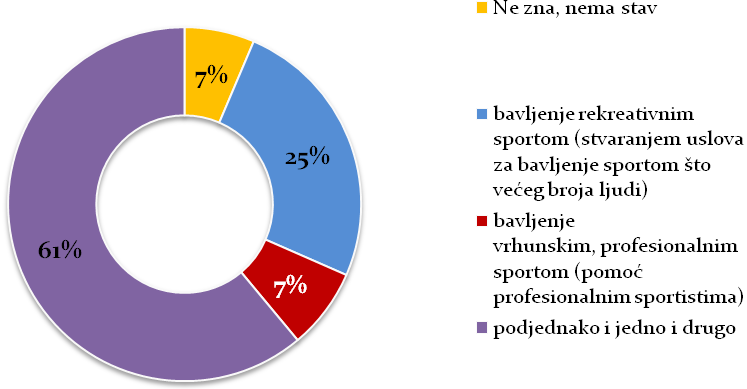 7%
25%
7%
61%
Ne zna, nema stav
bavljenje rekreativnim
sportom (stvaranjem uslova
za bavljenje sportom što
većeg broja ljudi)
bavljenje
vrhunskim, profesionalnim
sportom (pomoć
profesionalnim sportistima)
podjednako i jedno i drugo